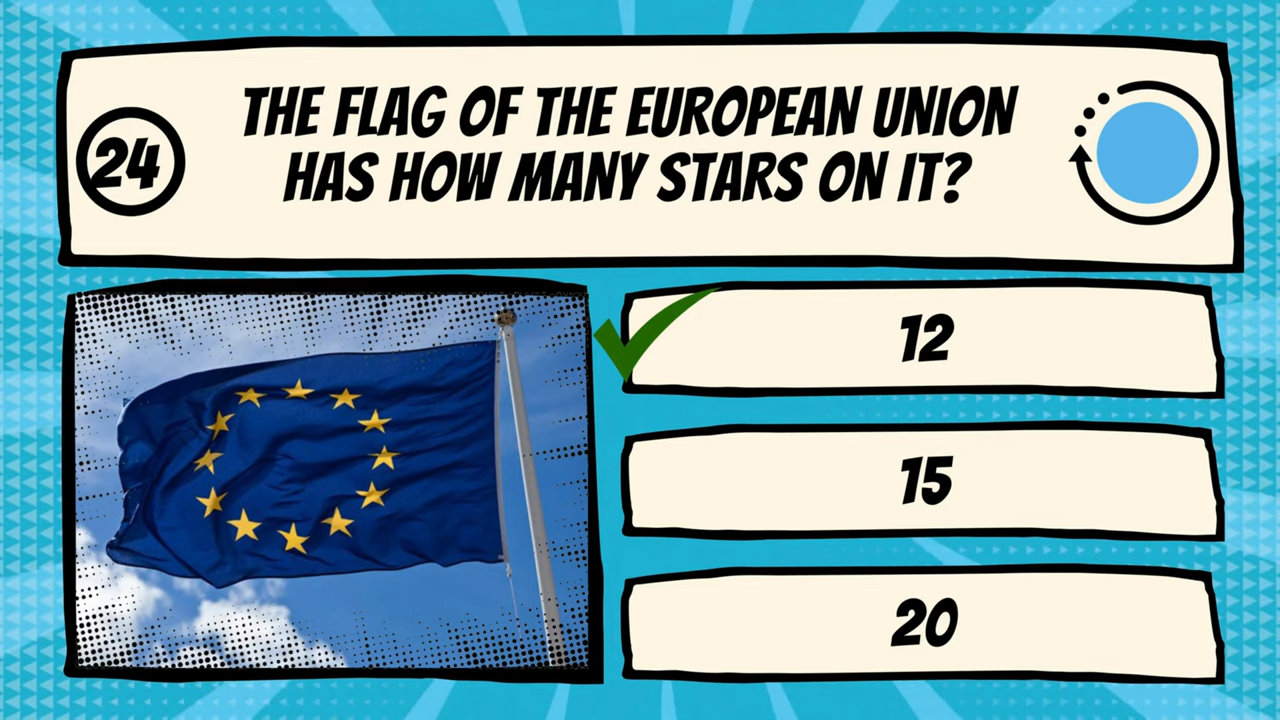 24
THE FLAG OF THE EUROPEAN UNION
HAS HOW MANY STARS ON IT?
12
15
20